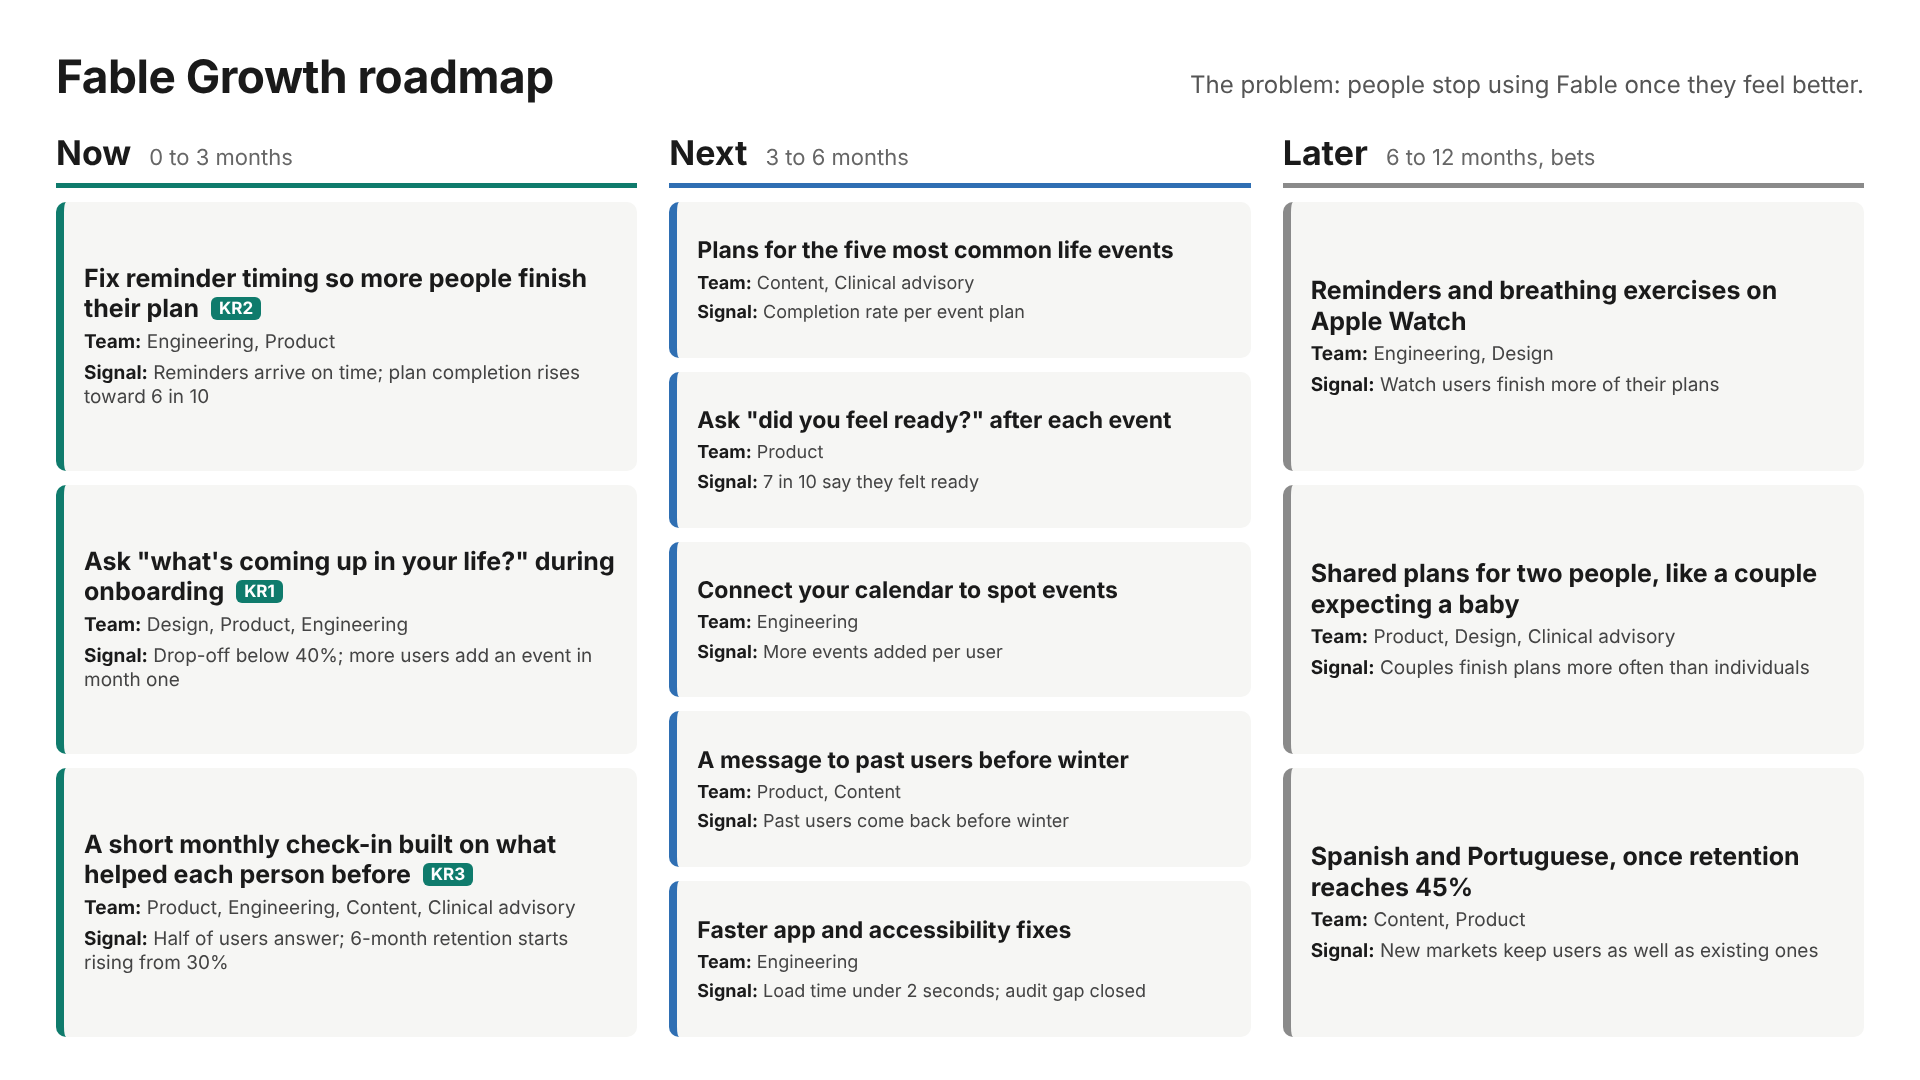 Fable Growth roadmap
The problem: people stop using Fable once they feel better.
Now 0 to 3 months
Fix reminder timing so more people finish
their plan KR2
Team: Engineering, Product
Signal: Reminders arrive on time; plan completion rises
toward 6 in 10
Ask "what's coming up in your life?" during
onboarding KR1
Team: Design, Product, Engineering
Signal: Drop-off below 40%; more users add an event in
month one
A short monthly check-in built on what
helped each person before KR3
Team: Product, Engineering, Content, Clinical advisory
Signal: Half of users answer; 6-month retention starts
rising from 30%
Next 3 to 6 months
Plans for the five most common life events
Team: Content, Clinical advisory
Signal: Completion rate per event plan
Ask "did you feel ready?" after each event
Team: Product
Signal: 7 in 10 say they felt ready
Connect your calendar to spot events
Team: Engineering
Signal: More events added per user
A message to past users before winter
Team: Product, Content
Signal: Past users come back before winter
Faster app and accessibility fixes
Team: Engineering
Signal: Load time under 2 seconds; audit gap closed
Later 6 to 12 months, bets
Reminders and breathing exercises on
Apple Watch
Team: Engineering, Design
Signal: Watch users finish more of their plans
Shared plans for two people, like a couple
expecting a baby
Team: Product, Design, Clinical advisory
Signal: Couples finish plans more often than individuals
Spanish and Portuguese, once retention
reaches 45%
Team: Content, Product
Signal: New markets keep users as well as existing ones